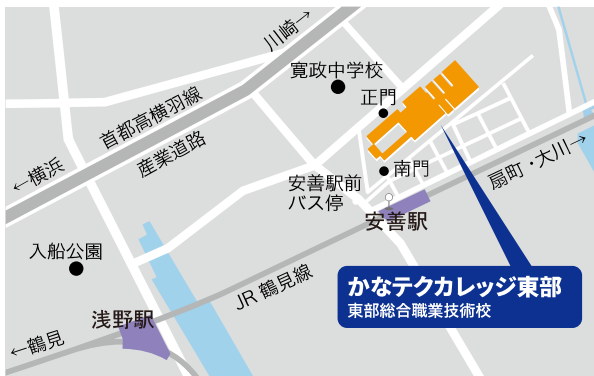 川崎→
寛政中学校
正門
首都高横羽線
産業道路
←横浜
南門
安善駅前
バス停
扇町・大川→
安善駅
入船公園
JR 鶴見線
かなテクカレッジ東部
東部総合職業技術校
浅野駅
←鶴見